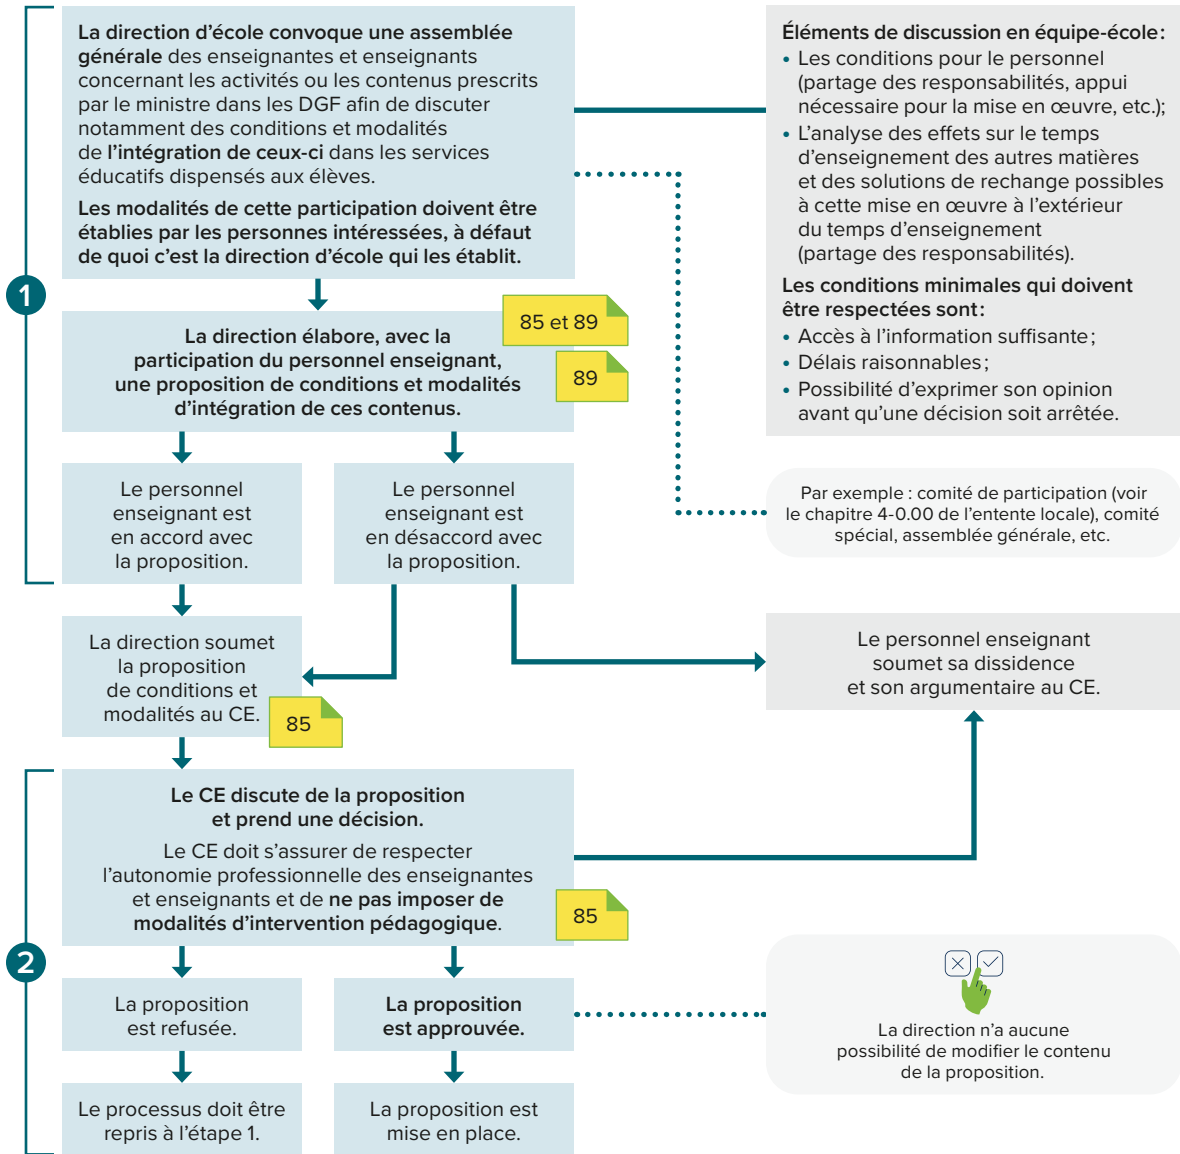 1
La direction d’école convoque une assemblée
générale des enseignantes et enseignants
concernant les activités ou les contenus prescrits
par le ministre dans les DGF afin de discuter
notamment des conditions et modalités
de l’intégration de ceux-ci dans les services
éducatifs dispensés aux élèves.
Les modalités de cette participation doivent être
établies par les personnes intéressées, à défaut
de quoi c’est la direction d’école qui les établit.
Éléments de discussion en équipe-école :
• Les conditions pour le personnel
(partage des responsabilités, appui
nécessaire pour la mise en œuvre, etc.);
• L’analyse des effets sur le temps
d’enseignement des autres matières
et des solutions de rechange possibles
à cette mise en œuvre à l’extérieur
du temps d’enseignement
(partage des responsabilités).
Les conditions minimales qui doivent
être respectées sont :
• Accès à l’information suffisante ;
• Délais raisonnables ;
• Possibilité d’exprimer son opinion
avant qu’une décision soit arrêtée.
85 et 89
89
La direction élabore, avec la
participation du personnel enseignant,
une proposition de conditions et modalités
d’intégration de ces contenus.
Le personnel
enseignant est
en accord avec
la proposition.
Le personnel
enseignant est
en désaccord avec
la proposition.
Par exemple : comité de participation (voir
le chapitre 4-0.00 de l’entente locale), comité
spécial, assemblée générale, etc.
La direction soumet
la proposition
de conditions et
modalités au CE.
85
Le personnel enseignant
soumet sa dissidence
et son argumentaire au CE.
2
Le CE discute de la proposition
et prend une décision.
Le CE doit s’assurer de respecter
l’autonomie professionnelle des enseignantes
et enseignants et de ne pas imposer de
modalités d’intervention pédagogique.
85
La proposition
est refusée.
La proposition
est approuvée.
La direction n’a aucune
possibilité de modifier le contenu
de la proposition.
Le processus doit être
repris à l’étape 1.
La proposition est
mise en place.